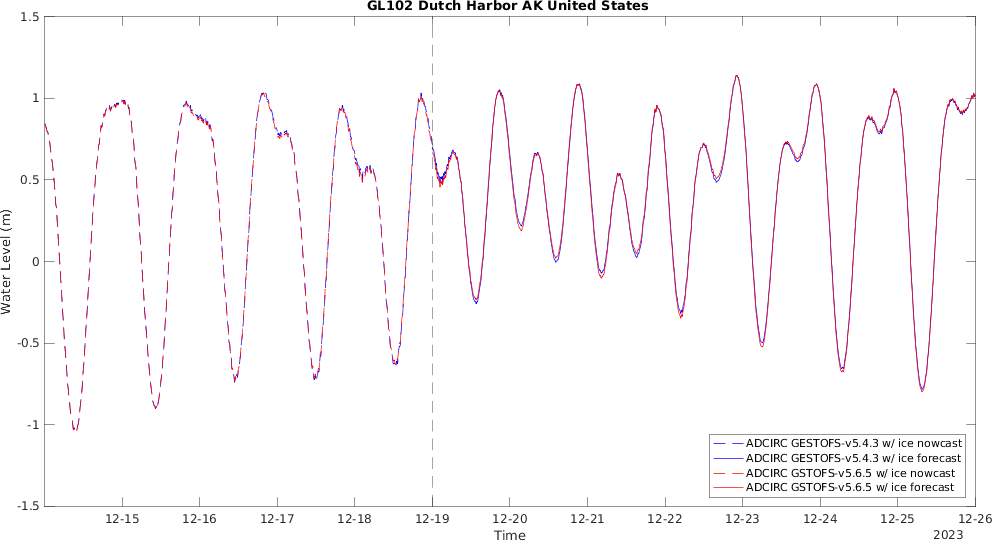 GL102 Dutch Harbor AK United States
1.5
1
0.5
0
-0.5
-1
-1.5
Water Level (m)
12-15 12-16 12-17 12-18 12-19 12-20 12-21 12-22 12-23 12-24 12-25 12-26
Time
2023
ADCIRC GESTOFS-v5.4.3 w/ ice nowcast
ADCIRC GESTOFS-v5.4.3 w/ ice forecast
ADCIRC GSTOFS-v5.6.5 w/ ice nowcast
ADCIRC GSTOFS-v5.6.5 w/ ice forecast